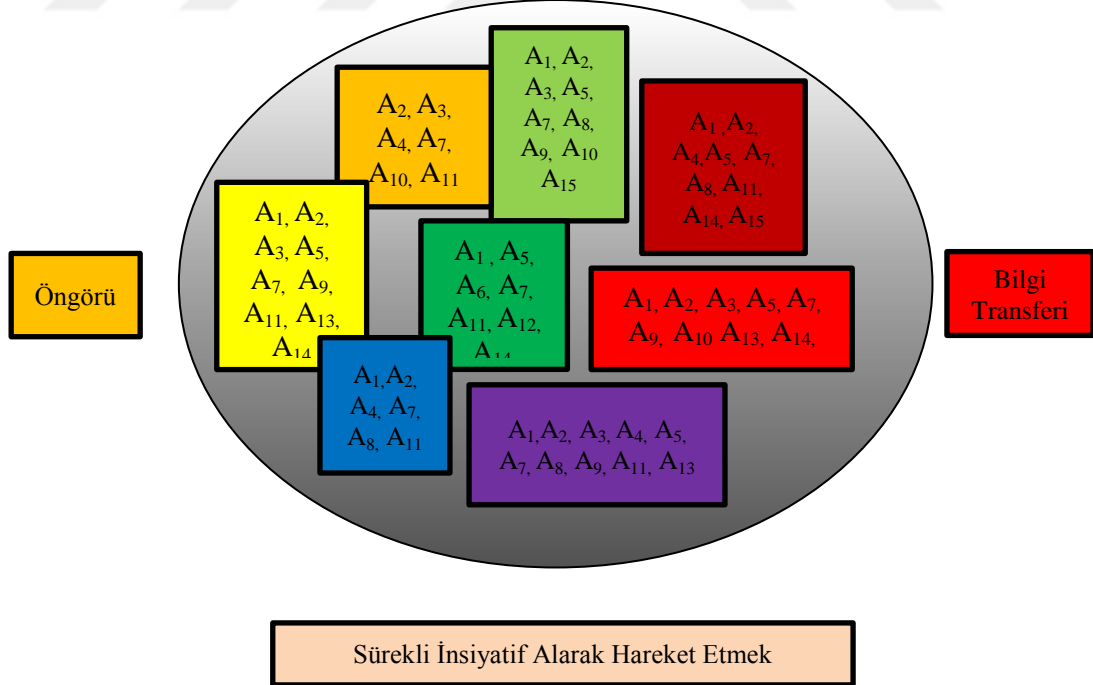 A₁, A₂,
A₃, A₅,
A₇, A₈,
A₉, A₁₀
A₁₅
A₂, A₃,
A₄, A₇,
A₁₀, A₁₁
A₁ ,A₂,
A₄,A₅, A₇,
A₈, A₁₁,
A₁₄, A₁₅
A₁, A₂,
A₃, A₅,
A₇, A₉,
A₁₁, A₁₃,
A₁₄
A₁ , A₅,
A₆, A₇,
A₁₁, A₁₂,
A₁₄
Öngörü
A₁, A₂, A₃, A₅, A₇,
A₉, A₁₀ A₁₃, A₁₄,
Bilgi
Transferi
A₁,A₂,
A₄, A₇,
A₈, A₁₁
A₁,A₂, A₃, A₄, A₅,
A₇, A₈, A₉, A₁₁, A₁₃
Sürekli İnsiyatif Alarak Hareket Etmek